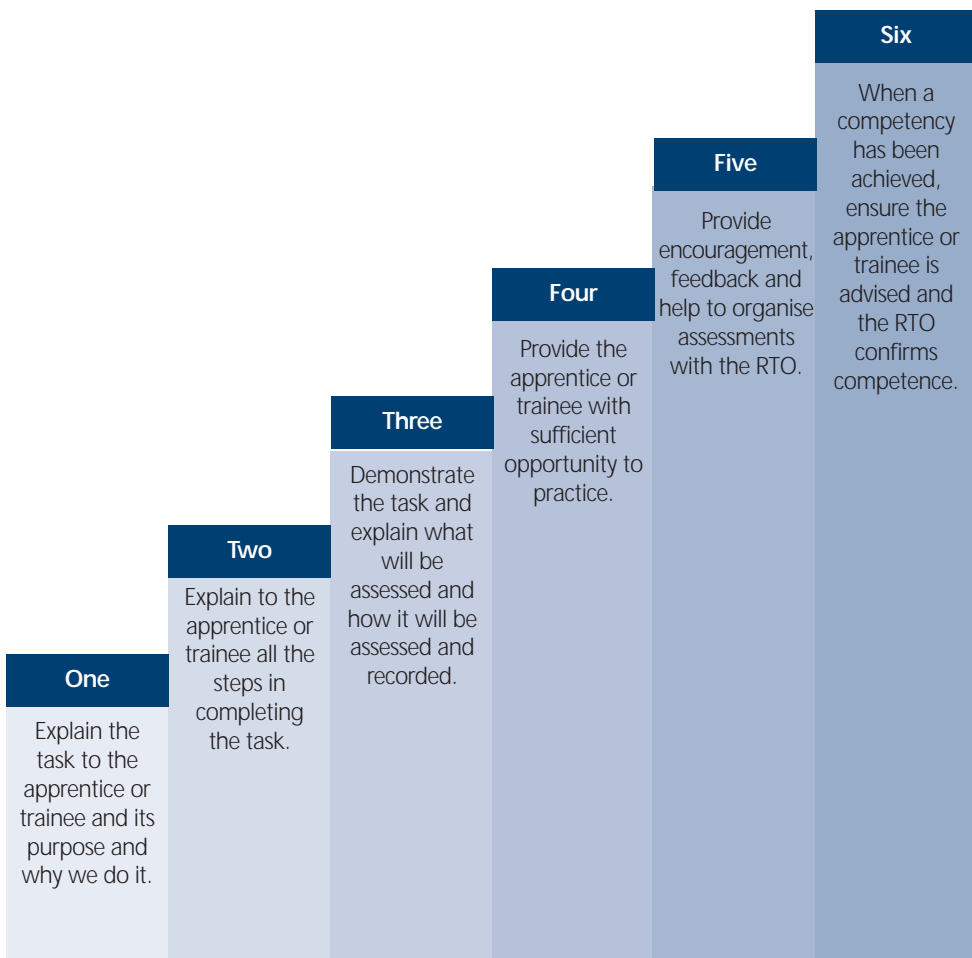 One
Explain the
task to the
apprentice or
trainee and its
purpose and
why we do it.
Two
Explain to the
apprentice or
trainee all the
steps in
completing
the task.
Three
Demonstrate
the task and
explain what
will be
assessed and
how it will be
assessed and
recorded.
Four
Provide the
apprentice or
trainee with
sufficient
opportunity to
practice.
Five
Provide
encouragement,
feedback and
help to organise
assessments
with the RTO.
Six
When a
competency
has been
achieved,
ensure the
apprentice or
trainee is
advised and
the RTO
confirms
competence.